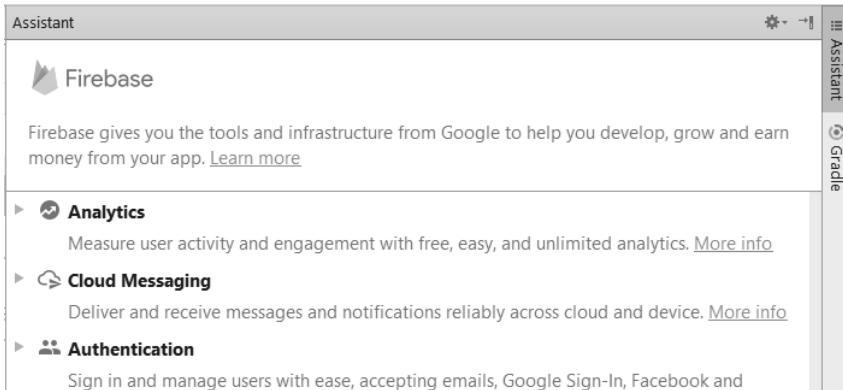 Assistant
Firebase
Firebase gives you the tools and infrastructure from Google to help you develop, grow and earn
money from your app. Learn more
Analytics
Measure user activity and engagement with free, easy, and unlimited analytics. More info
Cloud Messaging
Deliver and receive messages and notifications reliably across cloud and device. More info
Authentication
Sign in and manage users with ease, accepting emails, Google Sign-In, Facebook and
Assistant
Gradle